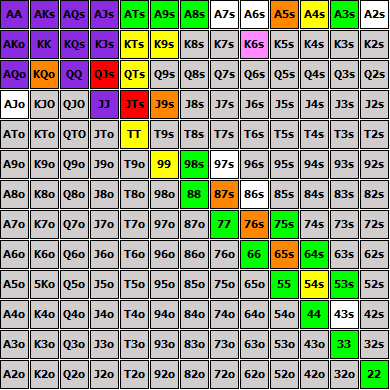 AA AKs AQs AJs ATs A9s A8s A7s A6s A5s A4s A3s A2s
AKo KK KQs KJs KTs K9s K8s K7s K6s K5s K4s K3s K2s
AQo KQo QQ QJs QTs Q9s Q8s Q7s Q6s Q5s Q4s Q3s Q2s
AJo KJO QJO JJ JTs J9s J8s J7s J6s J5s J4s J3s J2s
ATo KTo QTO JTo TT T9s T8s T7s T6s T5s T4s T3s T2s
A9o K9o Q9o J9o T9o 99 98s 97s 96s 95s 94s 93s 92s
A8o K8o Q8o J8o T8o 98o 88 87s 86s 85s 84s 83s 82s
A7o K7o Q7o J7o T7o 97o 87o 77 76s 75s 74s 73s 72s
A6o K6o Q6o J6o T6o 96o 86o 76o 66 65s 64s 63s 62s
A5o 5Ko Q5o J5o T5o 95o 85o 75o 65o 55 54s 53s 52s
A4o K4o Q4o J4o T4o 94o 84o 74o 64o 54o 44 43s 42s
A3o K3o Q3o J3o T3o 93o 83o 73o 63o 53o 43o 33 32s
A2o K2o Q2o J2o T2o 92o 82o 72o 62o 52o 42o 32o 22